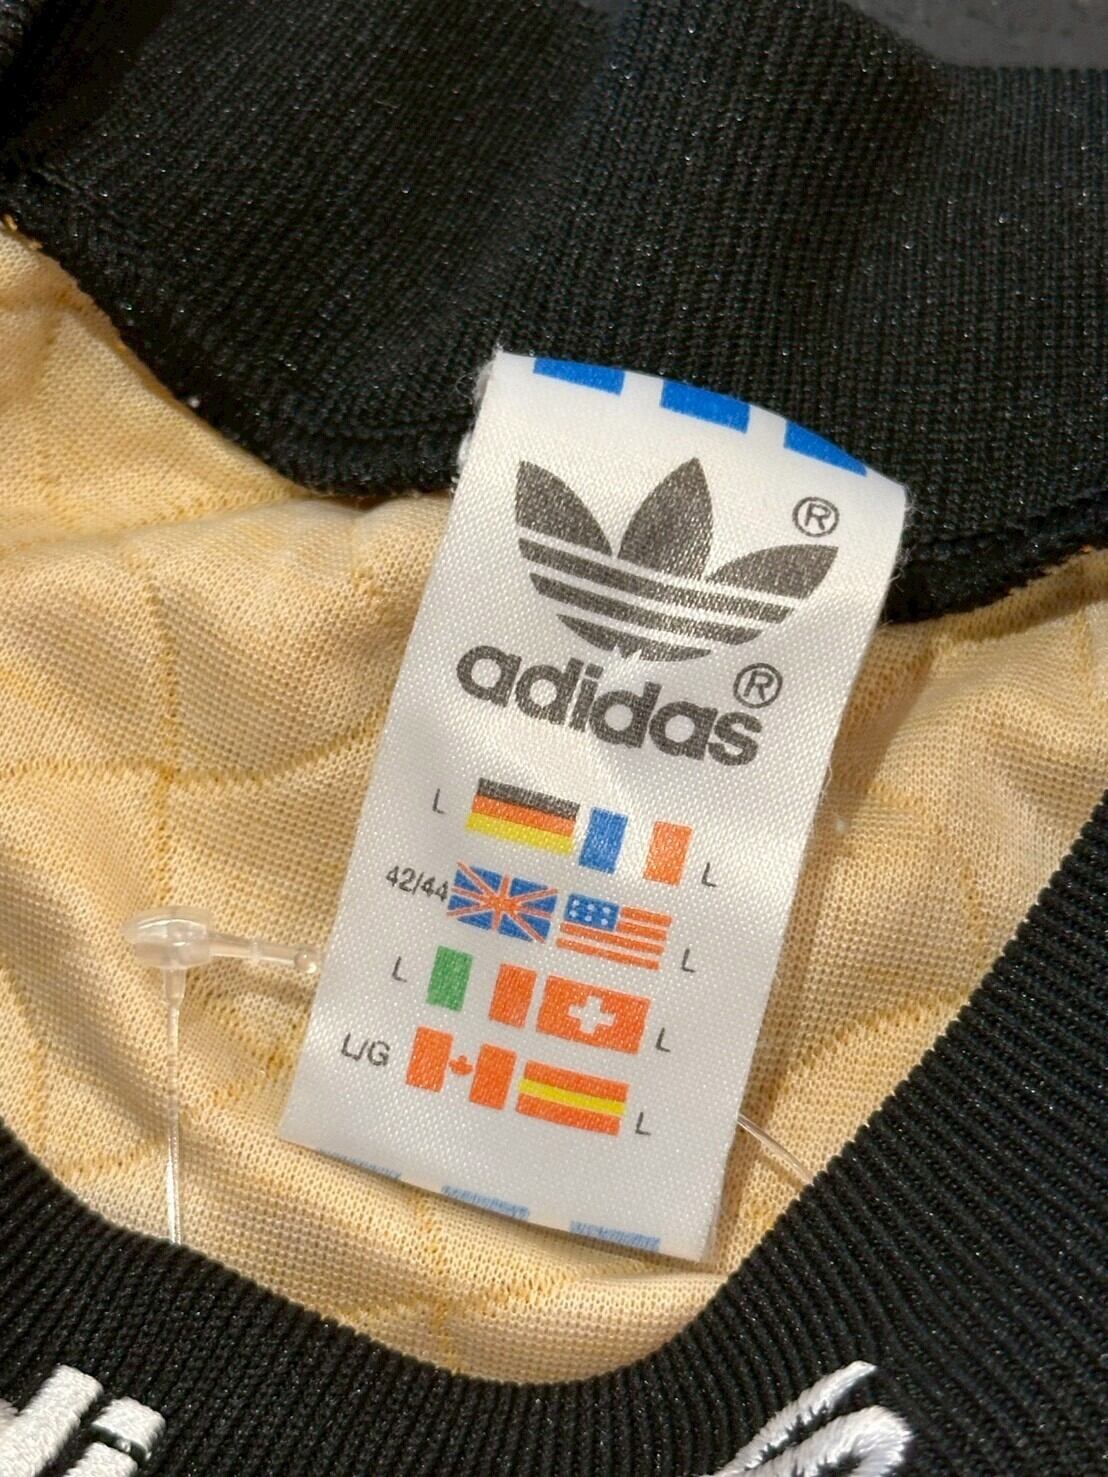 ®
adidas®
L L
42/44 L
L L
L/G L